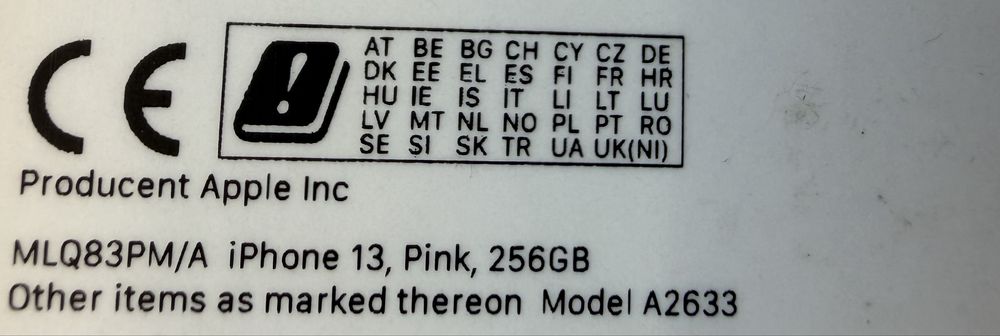 CE
AT BE BG CH CY CZ DE
DK EE EL ES FI FR HR
HU IE IS IT LI LT LU
LV MT NL NO PL PT RO
SE SI SK TR UA UK(NI)
Producent Apple Inc
MLQ83PM/A iPhone 13, Pink, 256GB
Other items as marked thereon Model A2633